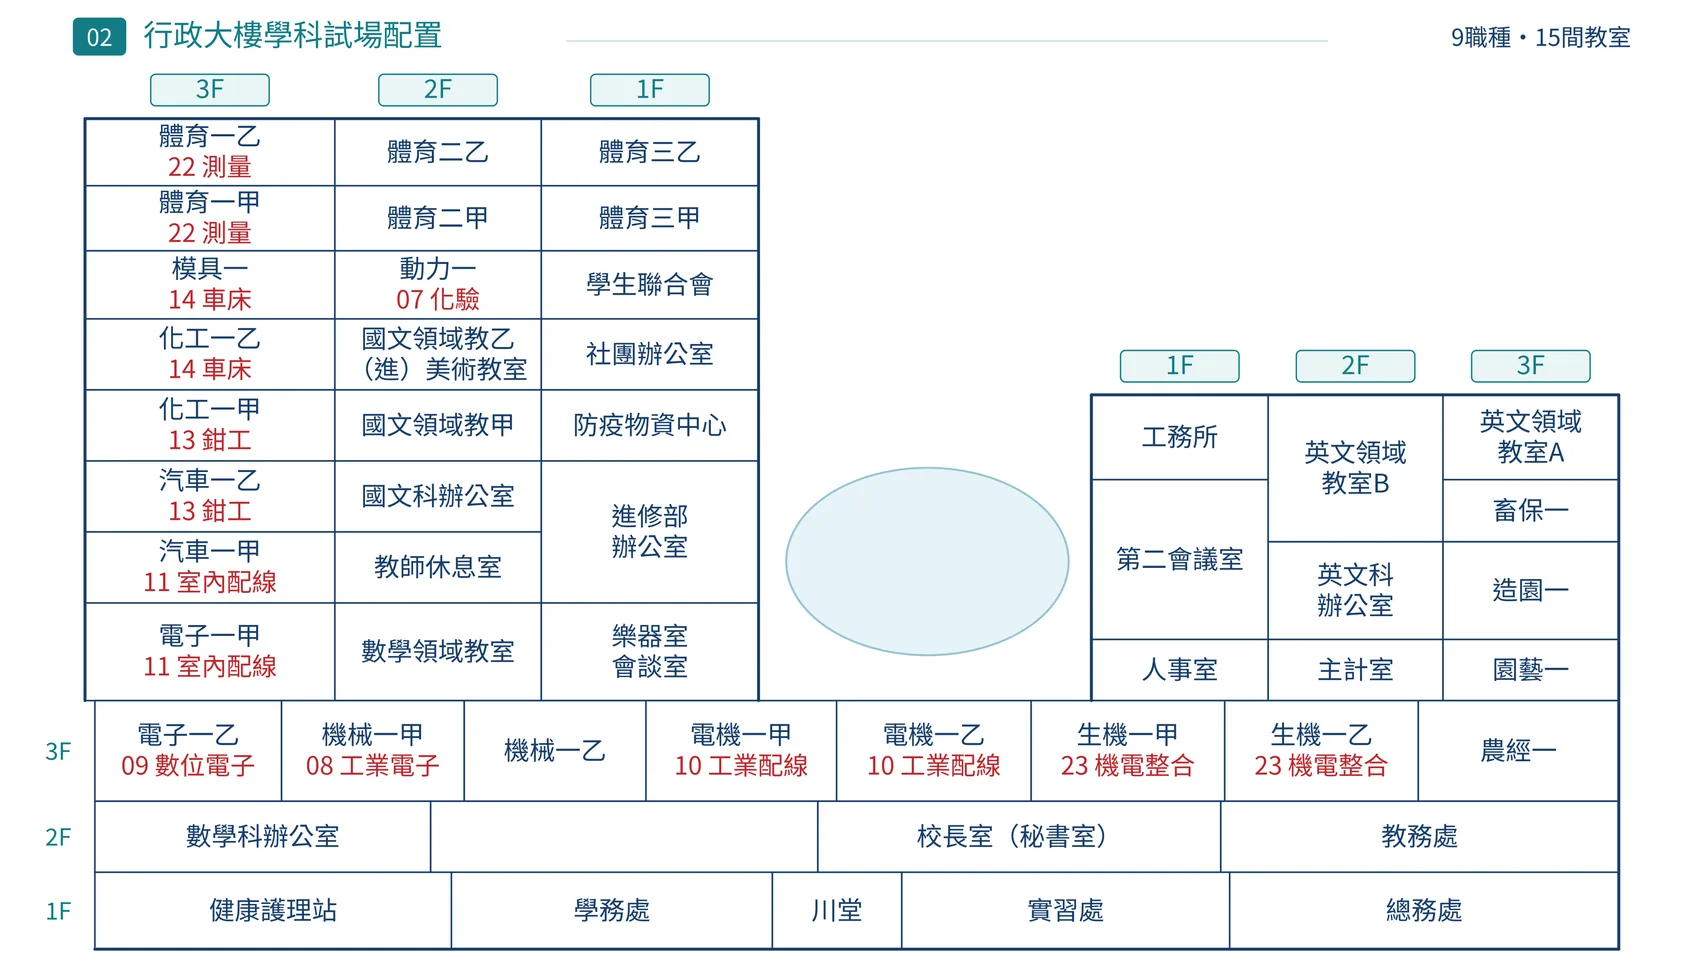 02 行政大樓學科試場配置
9職種・15間教室
3F 2F 1F
體育一乙
22 測量
體育二乙
體育三乙
體育一甲
22 測量
體育二甲
體育三甲
模具一
14 車床
動力一
07 化驗
學生聯合會
化工一乙
14 車床
國文領域教乙
（進）美術教室
社團辦公室
化工一甲
13 鉗工
國文領域教甲
防疫物資中心
汽車一乙
13 鉗工
國文科辦公室
進修部
辦公室
汽車一甲
11 室內配線
教師休息室
電子一甲
11 室內配線
數學領域教室
樂器室
會談室
1F 2F 3F
工務所
英文領域
教室B
英文領域
教室A
畜保一
第二會議室
英文科
辦公室
造園一
人事室
主計室
園藝一
3F
電子一乙
09 數位電子
機械一甲
08 工業電子
機械一乙
電機一甲
10 工業配線
電機一乙
10 工業配線
生機一甲
23 機電整合
生機一乙
23 機電整合
農經一
2F
數學科辦公室
校長室（秘書室）
教務處
1F
健康護理站
學務處
川堂
實習處
總務處